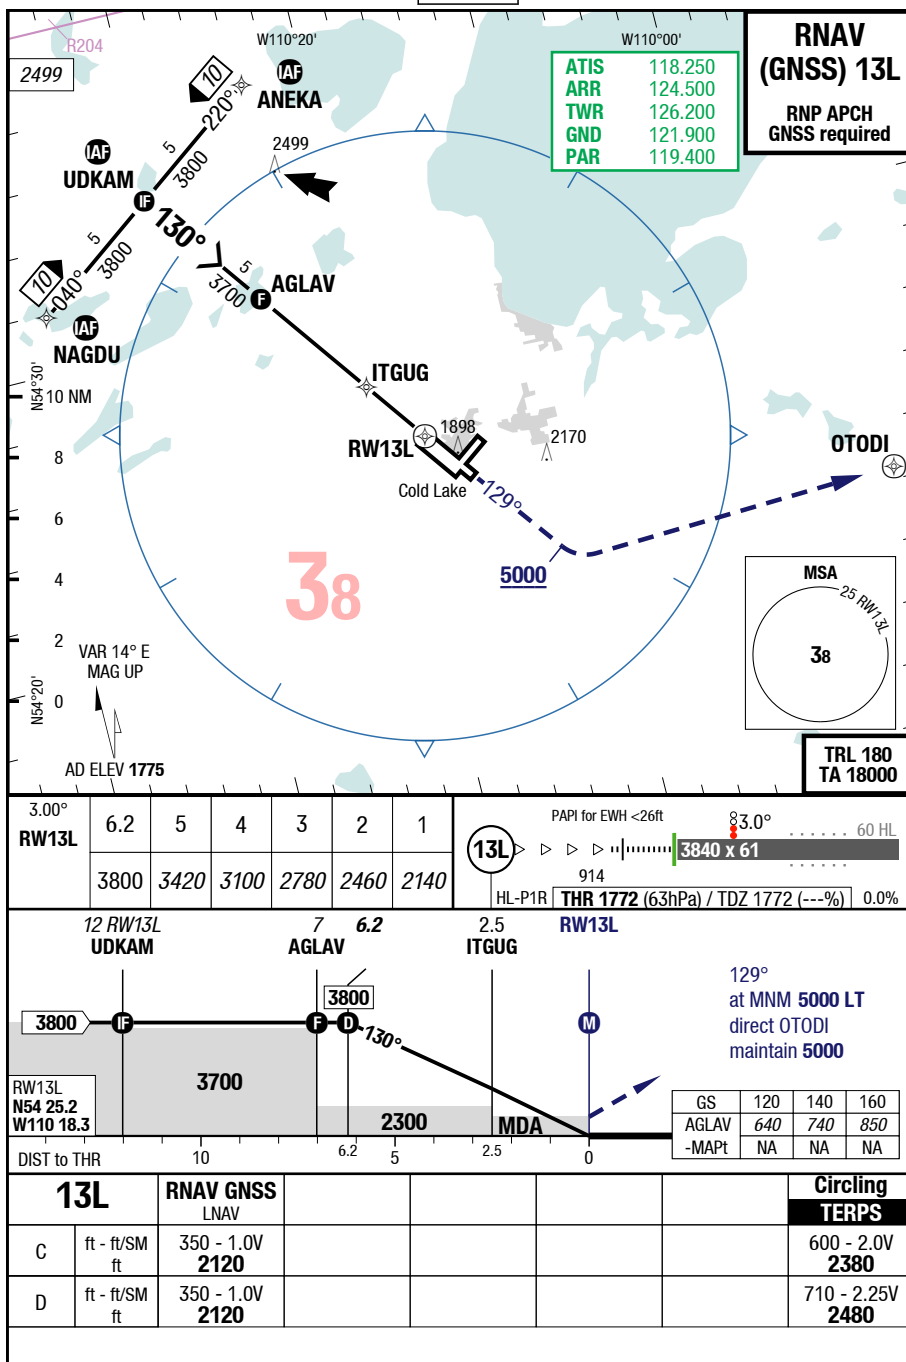 R204
2499
W110°20'
W110°00'
RNAV
(GNSS) 13L
RNP APCH
GNSS required
ATIS 118.250
ARR 124.500
TWR 126.200
GND 121.900
PAR 119.400
10
220°
IAF
ANEKA
IAF
UDKAM
5
3800
2499
IF
130°
5
3800
10
040°
IAF
NAGDU
5
3700
F
AGLAV
ITGUG
N54°30'
10 NM
RW13L
1898
2170
OTODI
8
Cold Lake
129°
6
5000
38
4
MSA
25 RW13L
38
2
VAR 14° E
MAG UP
N54°20'
0
AD ELEV 1775
TRL 180
TA 18000
3.00°
RW13L
6.2 5 4 3 2 1
3800 3420 3100 2780 2460 2140
PAPI for EWH <26ft
3.0°
60 HL
13L
3840 x 61
914
HL-P1R
THR 1772 (63hPa) / TDZ 1772 (---%)
0.0%
12 RW13L
UDKAM
7
AGLAV
6.2
2.5
ITGUG
RW13L
3800
3800
IF
F
D
130°
M
129°
at MNM 5000 LT
direct OTODI
maintain 5000
3700
2300
MDA
RW13L
N54 25.2
W110 18.3
GS 120 140 160
AGLAV 640 740 850
-MAPt NA NA NA
DIST to THR
10 6.2 5 2.5 0
13L
RNAV GNSS
LNAV
Circling
TERPS
C
ft - ft/SM
ft
350 - 1.0V
2120
600 - 2.0V
2380
D
ft - ft/SM
ft
350 - 1.0V
2120
710 - 2.25V
2480